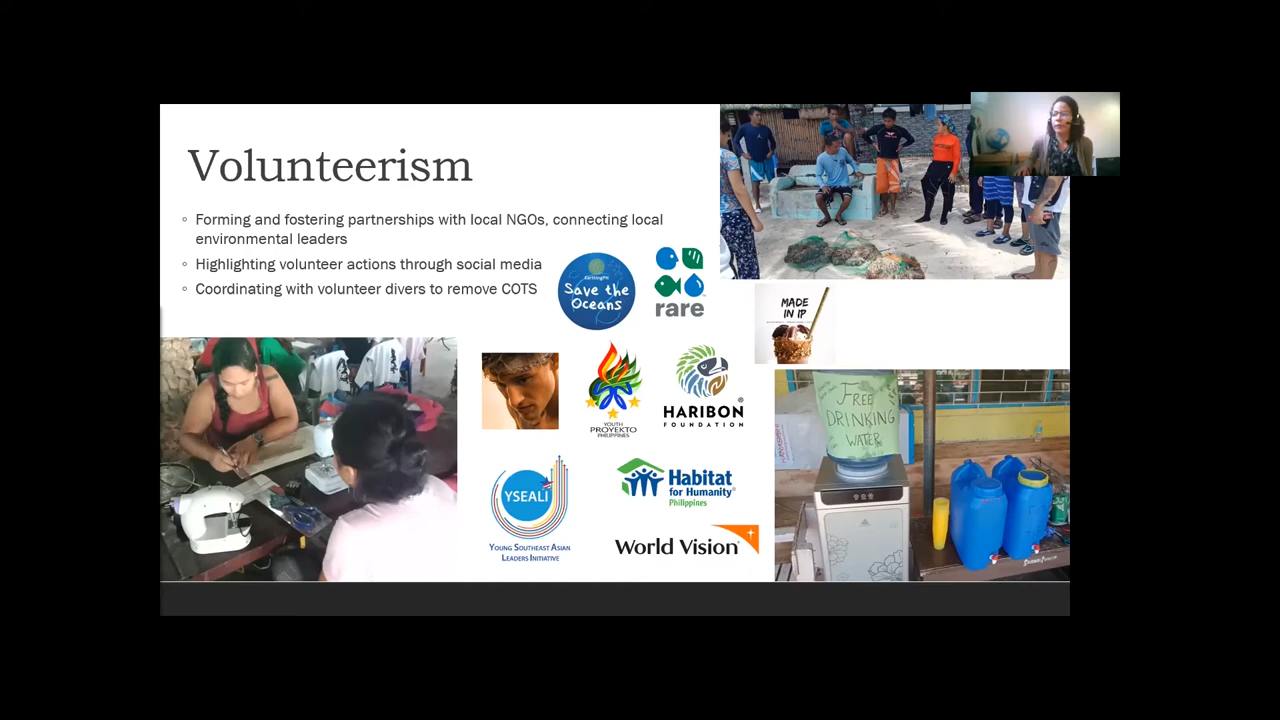 Volunteerism
◦ Forming and fostering partnerships with local NGOs, connecting local
environmental leaders
◦ Highlighting volunteer actions through social media
◦ Coordinating with volunteer divers to remove COTS
Save the
Oceans
rare
MADE
IN IP
YOUTH
PROYEKTO
PHILIPPINES
HARIBON
FOUNDATION
®
FREE
DRINKING
WATER
YSEALI
YOUNG SOUTHEAST ASIAN
LEADERS INITIATIVE
Habitat
for Humanity®
Philippines
World Vision